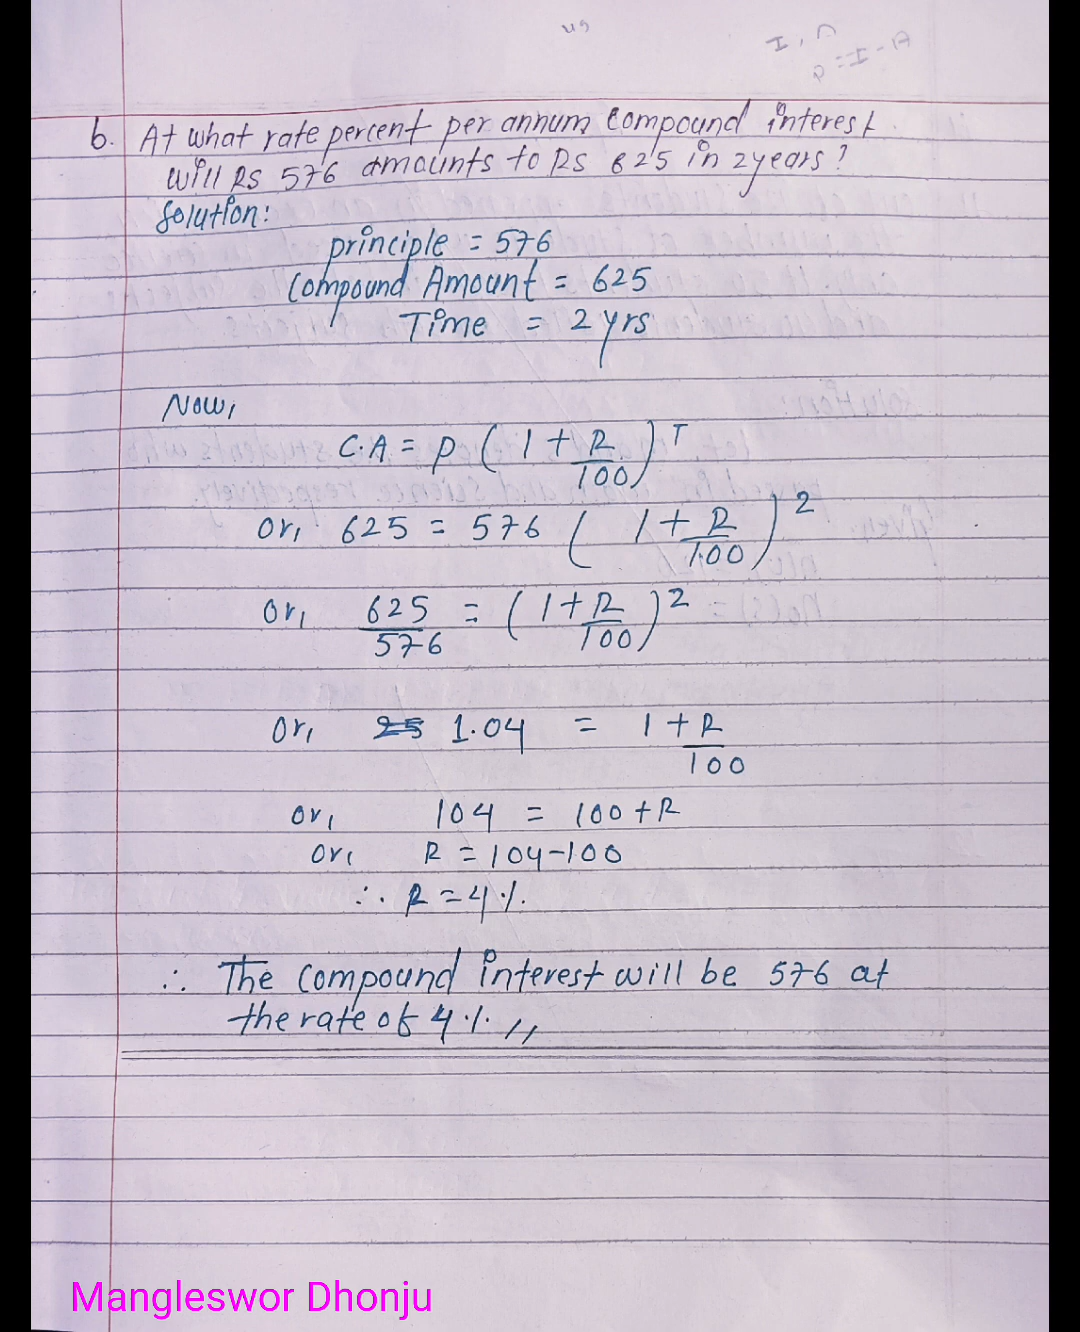 b. At what rate percent per annum compound interest
will Rs 576 amounts to Rs 625 in 2years?
Solution:
principle = 576
Compound Amount = 625
Time = 2 yrs
Now,
C.A = P (1 + R/100)^T
or, 625 = 576 (1 + R/100)^2
or, 625/576 = (1 + R/100)^2
or, 1.04 = 1 + R/100
or, 104 = 100 + R
or, R = 104-100
∴ R = 4%.
∴ The compound interest will be 576 at
the rate of 4%.,,
Mangleswor Dhonju